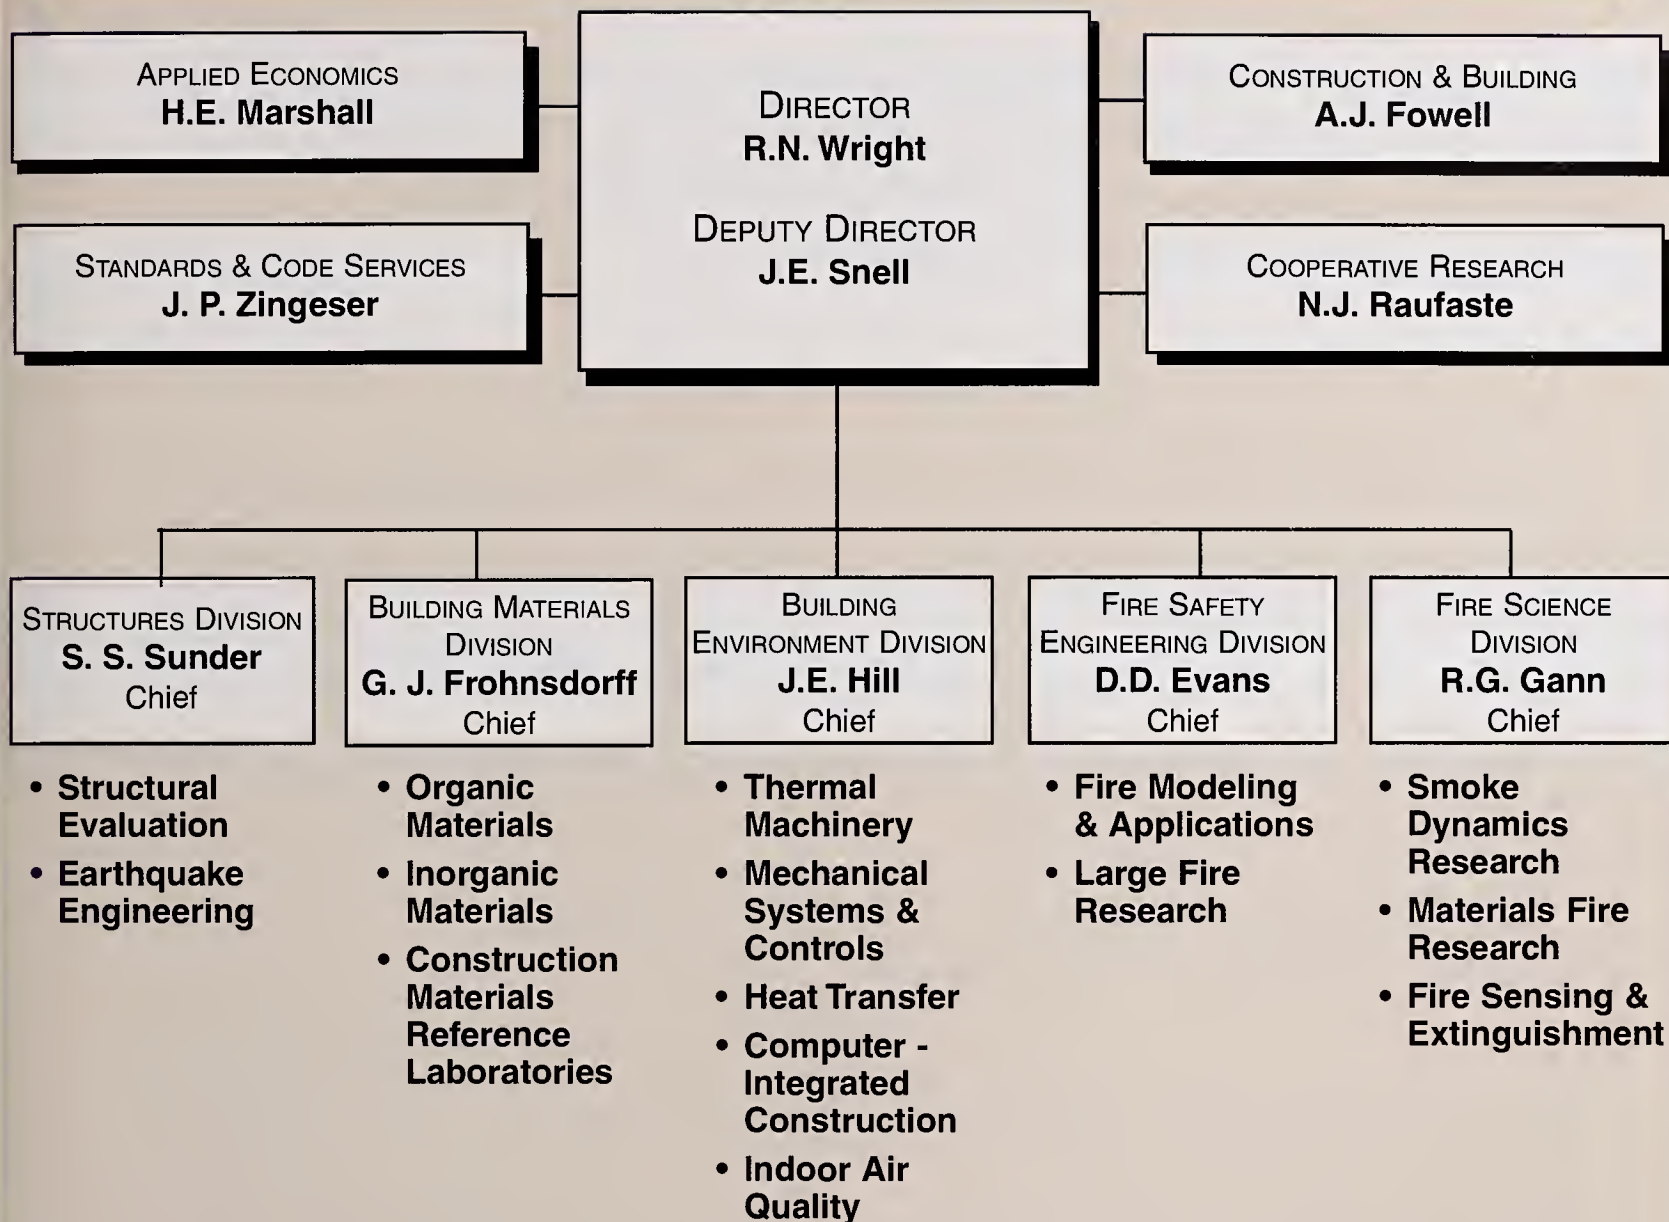 APPLIED ECONOMICS
H.E. Marshall
STANDARDS & CODE SERVICES
J. P. Zingeser
DIRECTOR
R.N. Wright
DEPUTY DIRECTOR
J.E. Snell
CONSTRUCTION & BUILDING
A.J. Fowell
COOPERATIVE RESEARCH
N.J. Raufaste
STRUCTURES DIVISION
S. S. Sunder
Chief
• Structural
Evaluation
• Earthquake
Engineering
BUILDING MATERIALS
DIVISION
G. J. Frohnsdorff
Chief
• Organic
Materials
• Inorganic
Materials
• Construction
Materials
Reference
Laboratories
BUILDING
ENVIRONMENT DIVISION
J.E. Hill
Chief
• Thermal
Machinery
• Mechanical
Systems &
Controls
• Heat Transfer
• Computer -
Integrated
Construction
• Indoor Air
Quality
FIRE SAFETY
ENGINEERING DIVISION
D.D. Evans
Chief
• Fire Modeling
& Applications
• Large Fire
Research
FIRE SCIENCE
DIVISION
R.G. Gann
Chief
• Smoke
Dynamics
Research
• Materials Fire
Research
• Fire Sensing &
Extinguishment